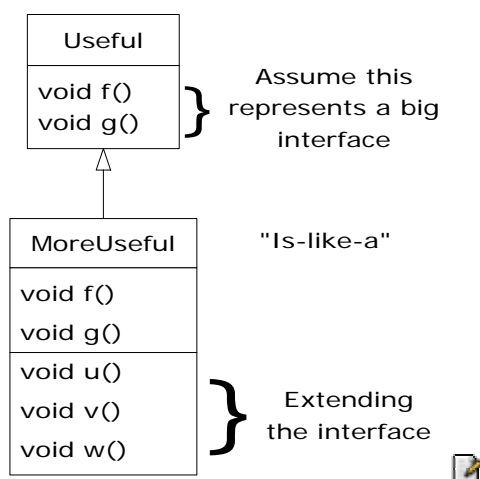 Useful
void f()
void g()
}
Assume this
represents a big
interface
MoreUseful
"Is-like-a"
void f()
void g()
void u()
void v()
void w()
}
Extending
the interface